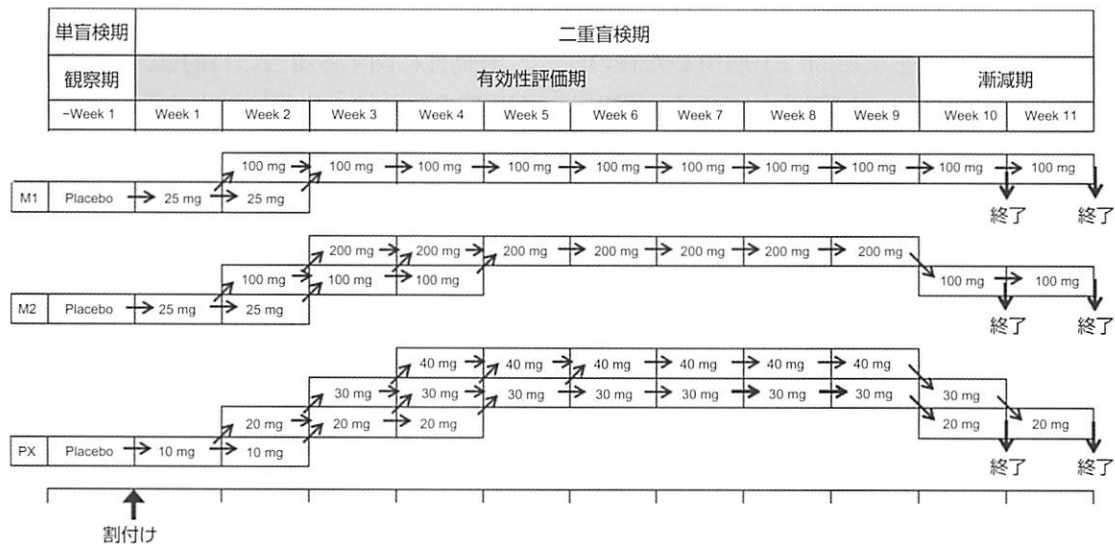 単盲検期 二重盲検期
観察期 有効性評価期 漸減期
−Week 1 Week 1 Week 2 Week 3 Week 4 Week 5 Week 6 Week 7 Week 8 Week 9 Week 10 Week 11
100 mg 100 mg 100 mg 100 mg 100 mg 100 mg 100 mg 100 mg 100 mg 100 mg
M1 Placebo 25 mg 25 mg
終了 終了
200 mg 200 mg 200 mg 200 mg 200 mg 200 mg 200 mg
100 mg 100 mg 100 mg 100 mg 100 mg
M2 Placebo 25 mg 25 mg
終了 終了
40 mg 40 mg 40 mg 40 mg 40 mg 40 mg
30 mg 30 mg 30 mg 30 mg 30 mg 30 mg 30 mg 30 mg
20 mg 20 mg 20 mg 20 mg 20 mg
PX Placebo 10 mg 10 mg
終了 終了
割付け